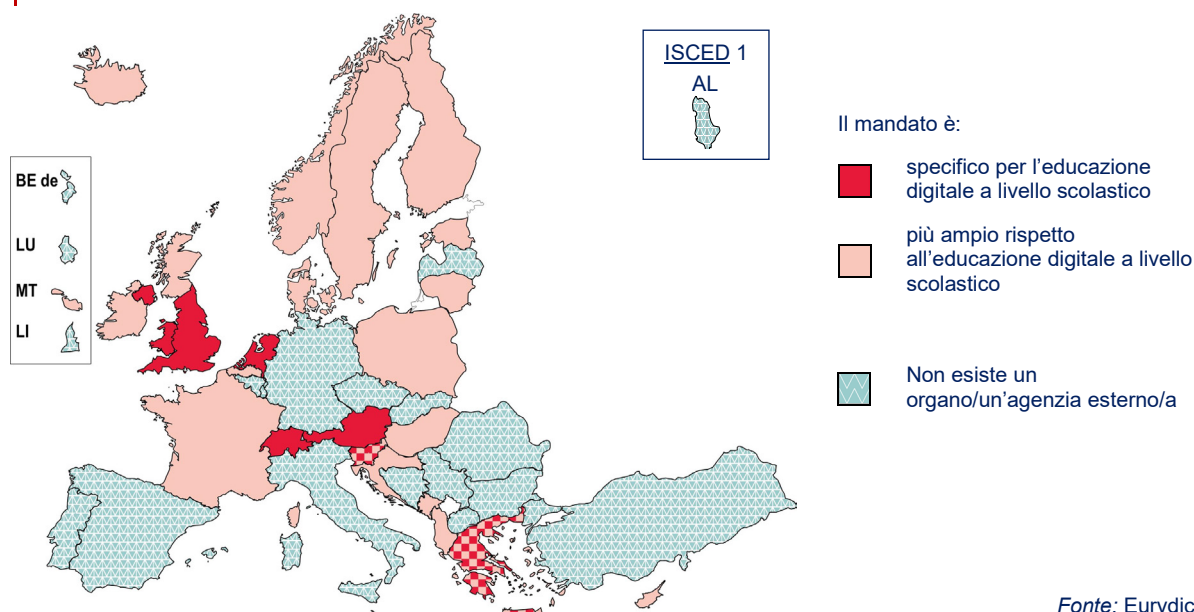 ISCED 1
AL
BE de
LU
MT
LI
Il mandato è:
specifico per l’educazione
digitale a livello scolastico
più ampio rispetto
all’educazione digitale a livello
scolastico
Non esiste un
organo/un’agenzia esterno/a
Fonte: Eurydic